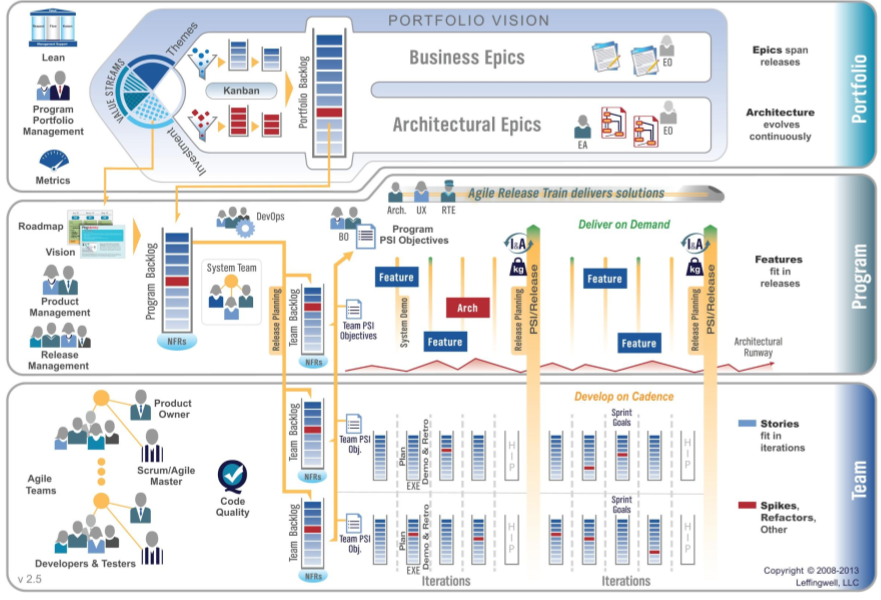 PORTFOLIO VISION
Lean
Program
Portfolio
Management
Metrics
VALUE STREAMS
Themes
Investment
Kanban
Portfolio Backlog
Business Epics
EO
Architectural Epics
EA
EO
Epics span
releases
Architecture
evolves
continuously
Portfolio
Arch.
UX
RTE
Agile Release Train delivers solutions
Roadmap
Vision
Product
Management
Release
Management
Program Backlog
NFRs
DevOps
System Team
Release Planning
Team Backlog
NFRs
BO
Program
PSI Objectives
Team PSI
Objectives
Feature
System Demo
Feature
Arch
I&A
kg
Release Planning
PSI/Release
Deliver on Demand
Feature
Feature
I&A
kg
Release Planning
PSI/Release
Architectural
Runway
Features
fit in
releases
Program
Agile
Teams
Product
Owner
Scrum/Agile
Master
Developers & Testers
Code
Quality
Team Backlog
NFRs
Team PSI
Obj.
Plan
EXE
Demo & Retro
HIP
Develop on Cadence
Sprint
Goals
HIP
Team Backlog
NFRs
Team PSI
Obj.
Plan
EXE
Demo & Retro
HIP
Sprint
Goals
HIP
Iterations
Iterations
Stories
fit in
iterations
Spikes,
Refactors,
Other
Team
v 2.5
Copyright © 2008-2013
Leffingwell, LLC